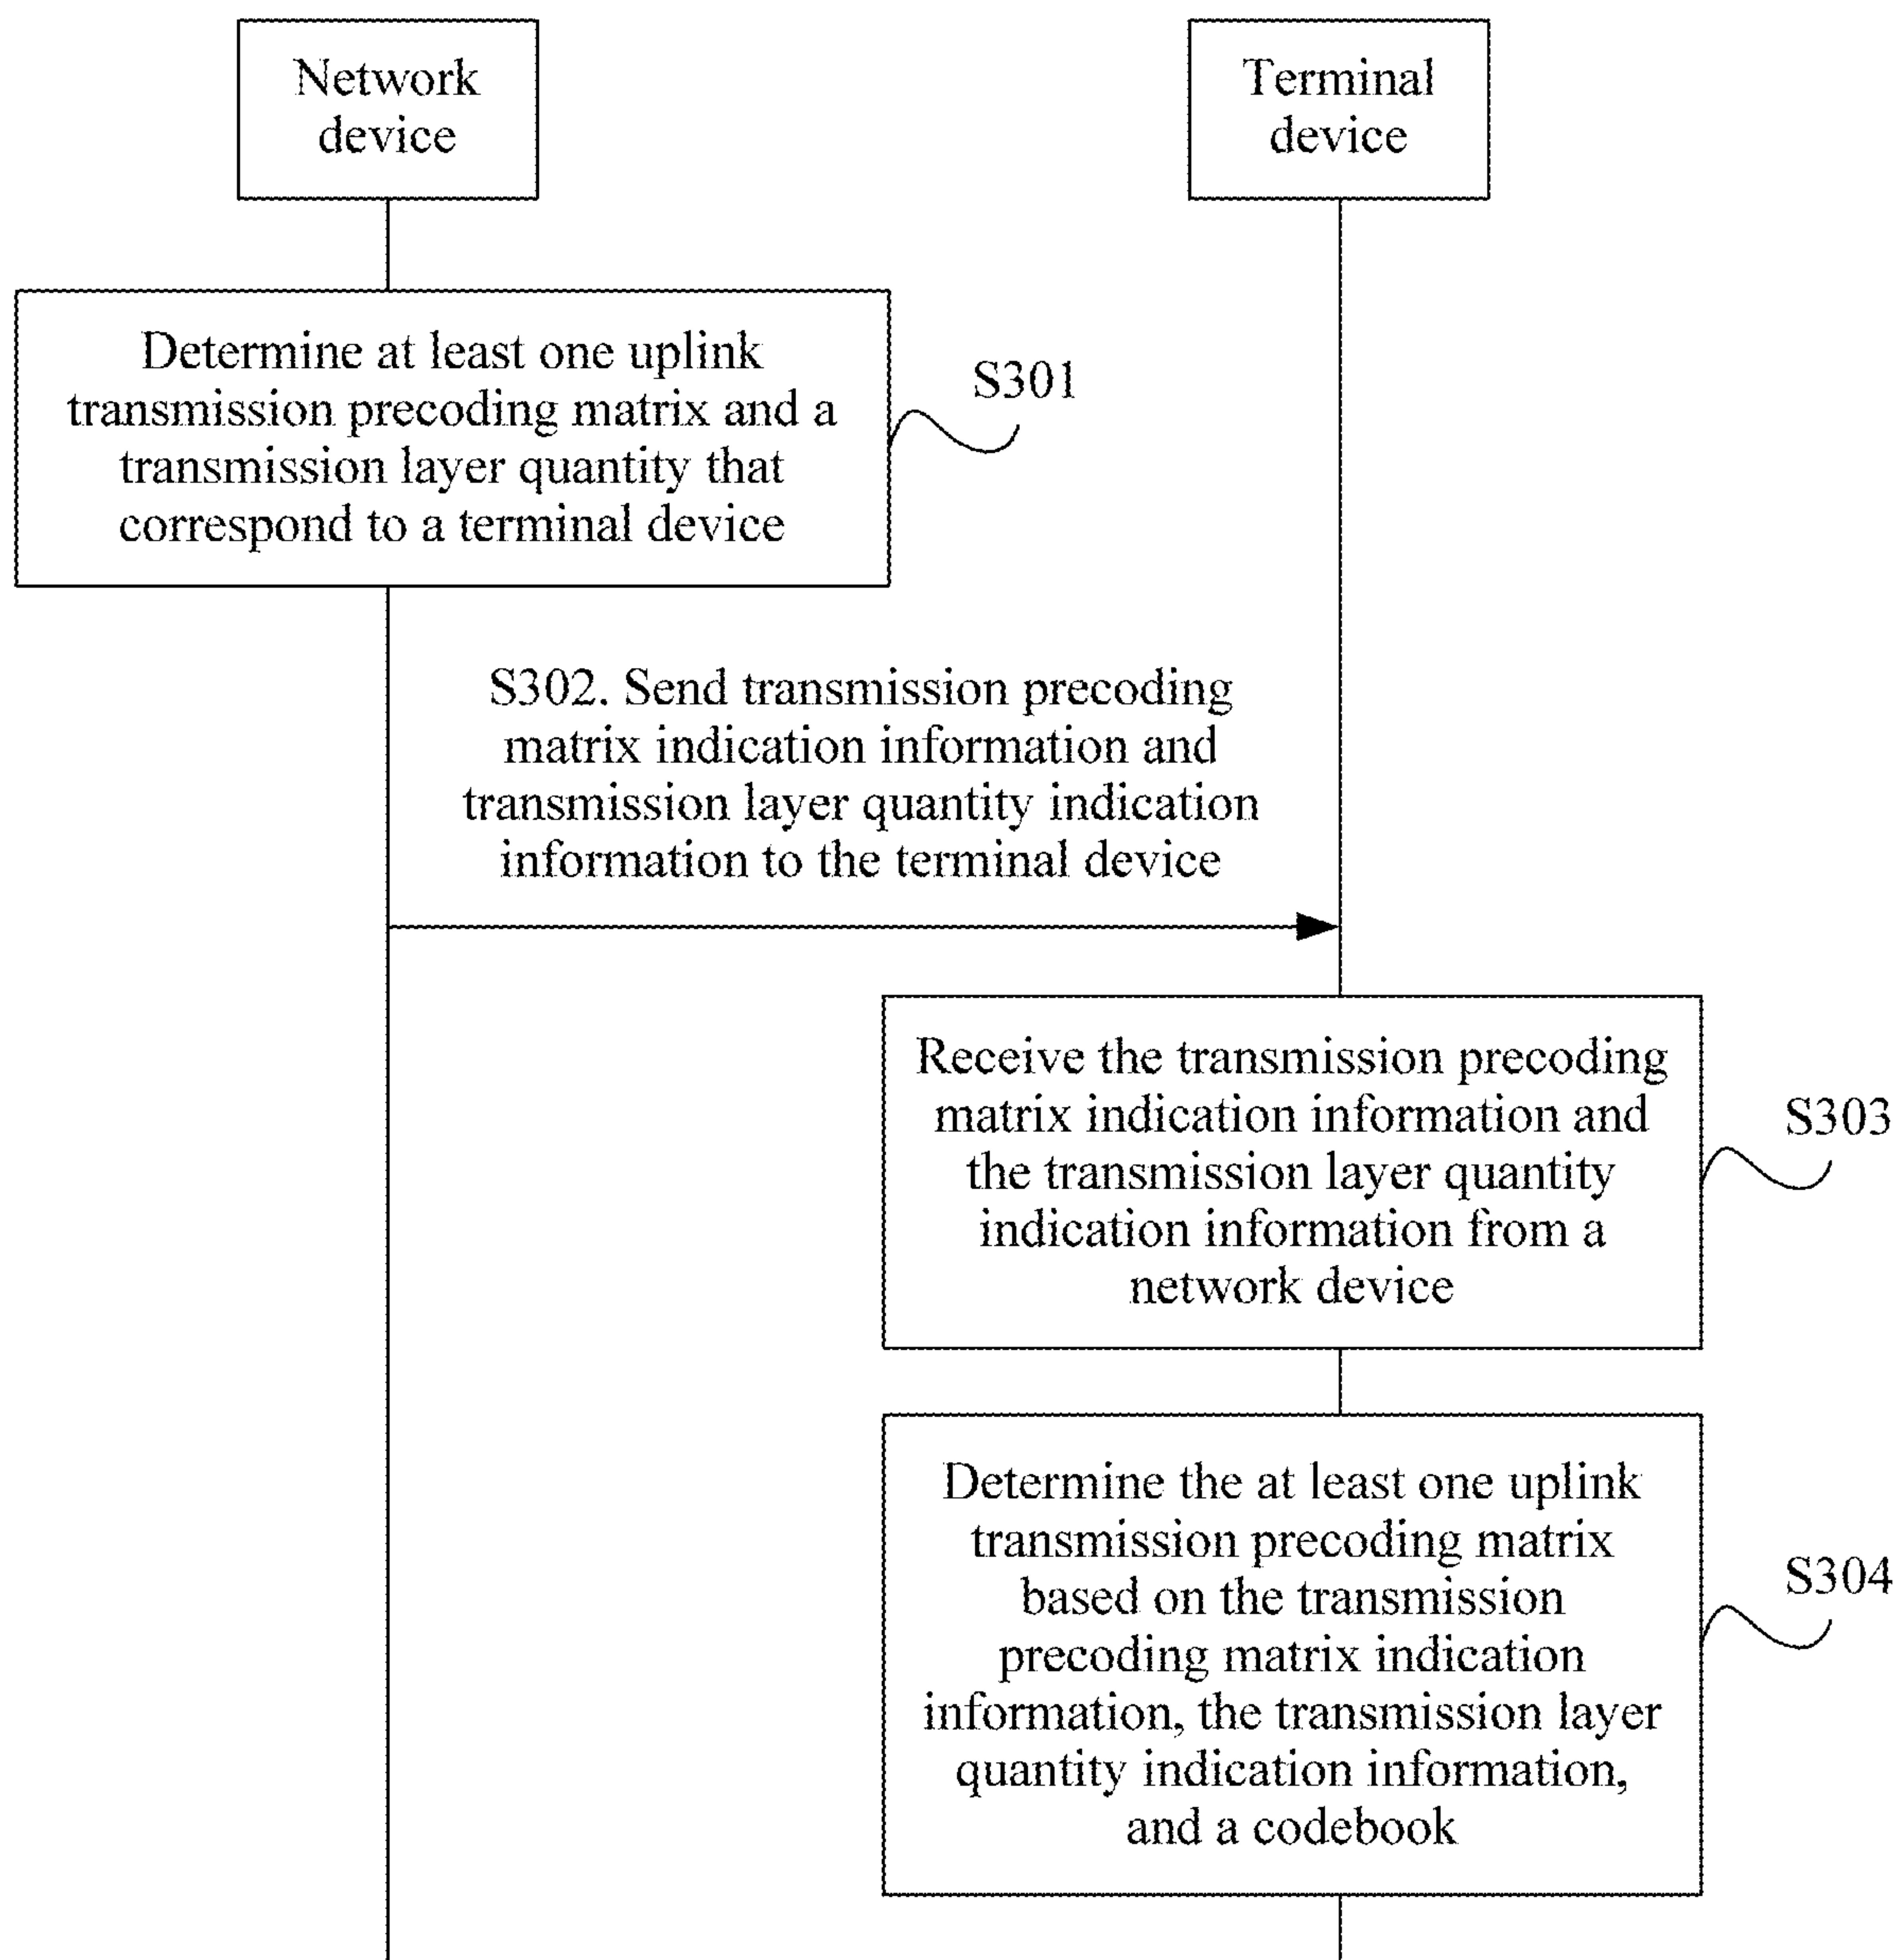 Network
device
Terminal
device
Determine at least one uplink
transmission precoding matrix and a
transmission layer quantity that
correspond to a terminal device
S301
S302. Send transmission precoding
matrix indication information and
transmission layer quantity indication
information to the terminal device
Receive the transmission precoding
matrix indication information and
the transmission layer quantity
indication information from a
network device
S303
Determine the at least one uplink
transmission precoding matrix
based on the transmission
precoding matrix indication
information, the transmission layer
quantity indication information,
and a codebook
S304